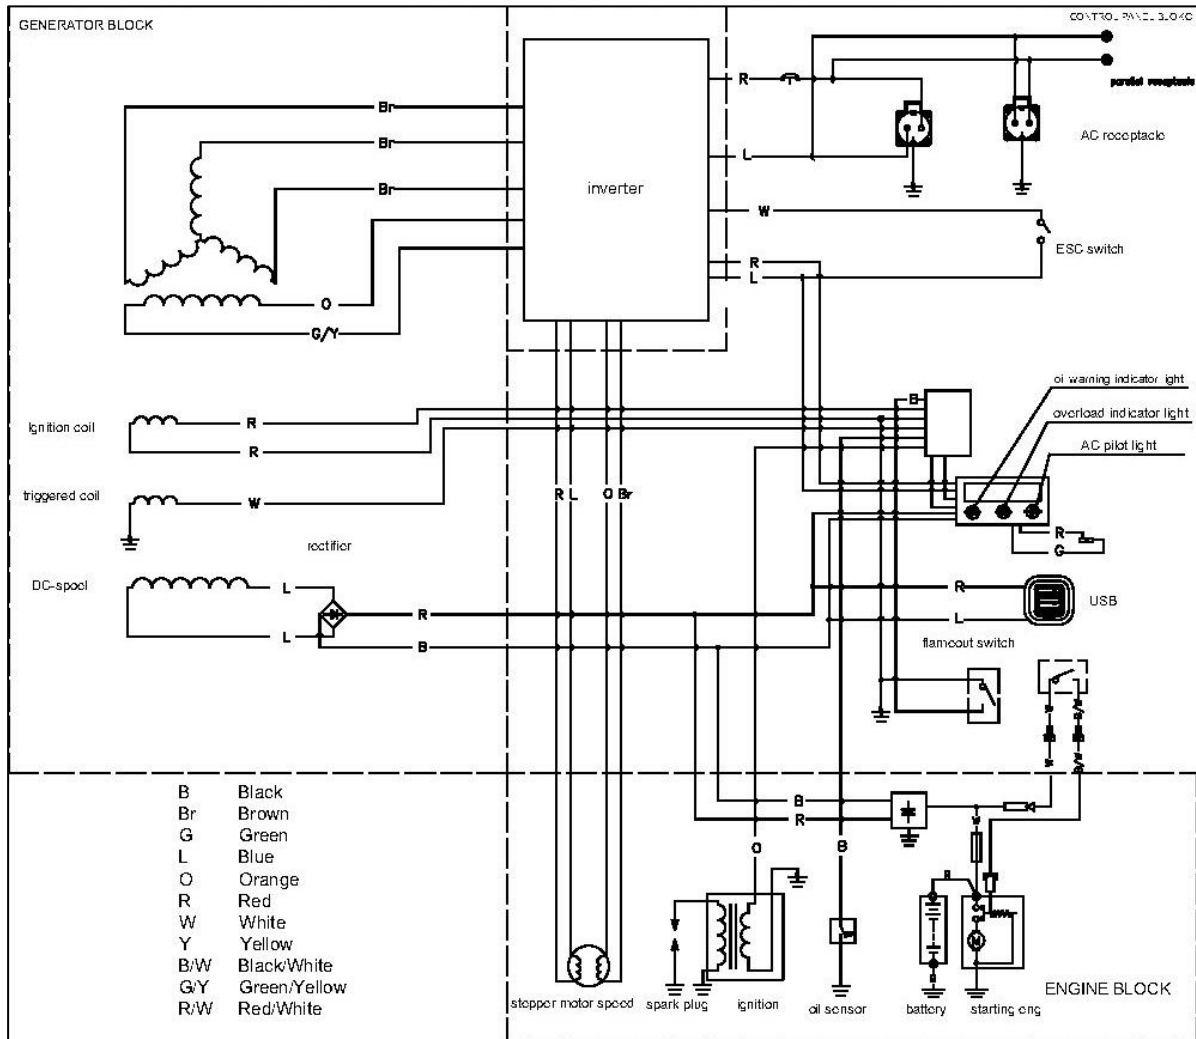 GENERATOR BLOCK
parallel receptacle
Br
Br
Br
O
G/Y
inverter
R
L
W
R
L
AC receptacle
ESC switch
Ignition coil
R
R
triggered coil
W
rectifier
DC-spool
L
L
R
B
R L O Br
B
oi warning indicator light
overload indicator light
AC pilot light
R
G
R
L
USB
flameout switch
W
B/W
W
B/W
B Black
Br Brown
G Green
L Blue
O Orange
R Red
W White
Y Yellow
B/W Black/White
G/Y Green/Yellow
R/W Red/White
B
R
O
B
W
stepper motor speed
spark plug
ignition
oil sensor
battery
starting eng
M
ENGINE BLOCK